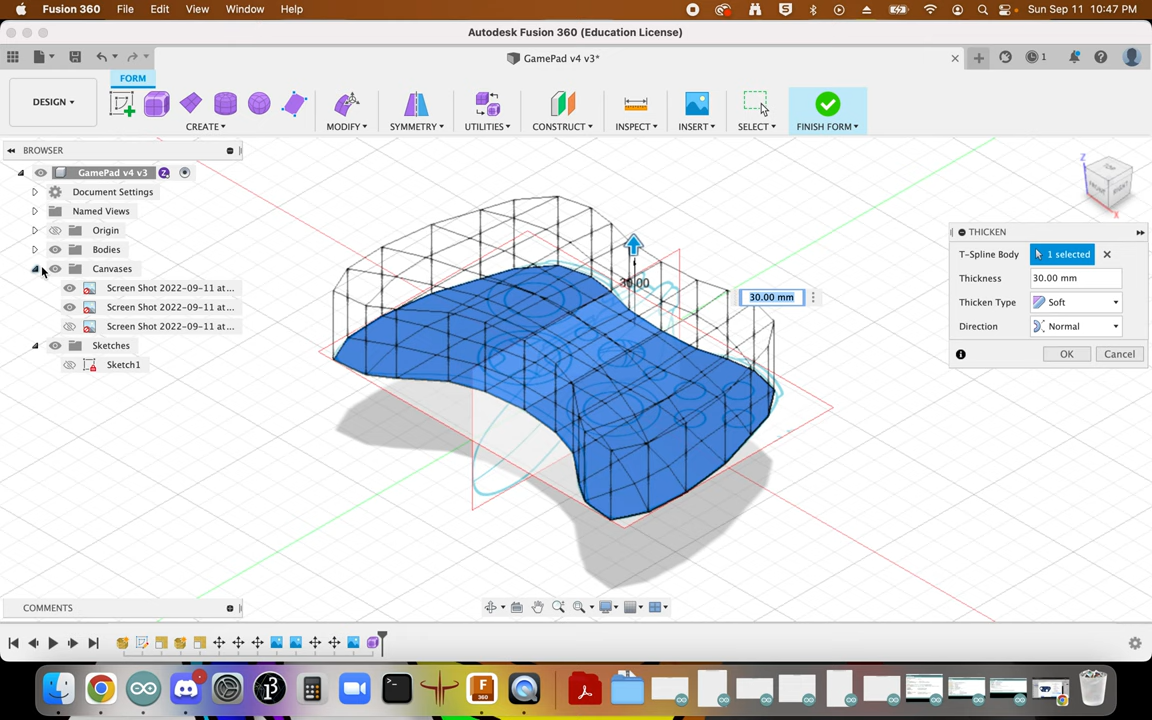 Fusion 360 File Edit View Window Help Sun Sep 11 10:47 PM
Autodesk Fusion 360 (Education License)
GamePad v4 v3* 1
FORM
DESIGN
CREATE MODIFY SYMMETRY UTILITIES CONSTRUCT INSPECT INSERT SELECT FINISH FORM
BROWSER
GamePad v4 v3
Document Settings
Named Views
Origin
Bodies
Canvases
Screen Shot 2022-09-11 at...
Screen Shot 2022-09-11 at...
Screen Shot 2022-09-11 at...
Sketches
Sketch1
Z
TOP
FRONT RIGHT
X
30.00
30.00 mm
THICKEN
T-Spline Body 1 selected
Thickness 30.00 mm
Thicken Type Soft
Direction Normal
OK Cancel
COMMENTS